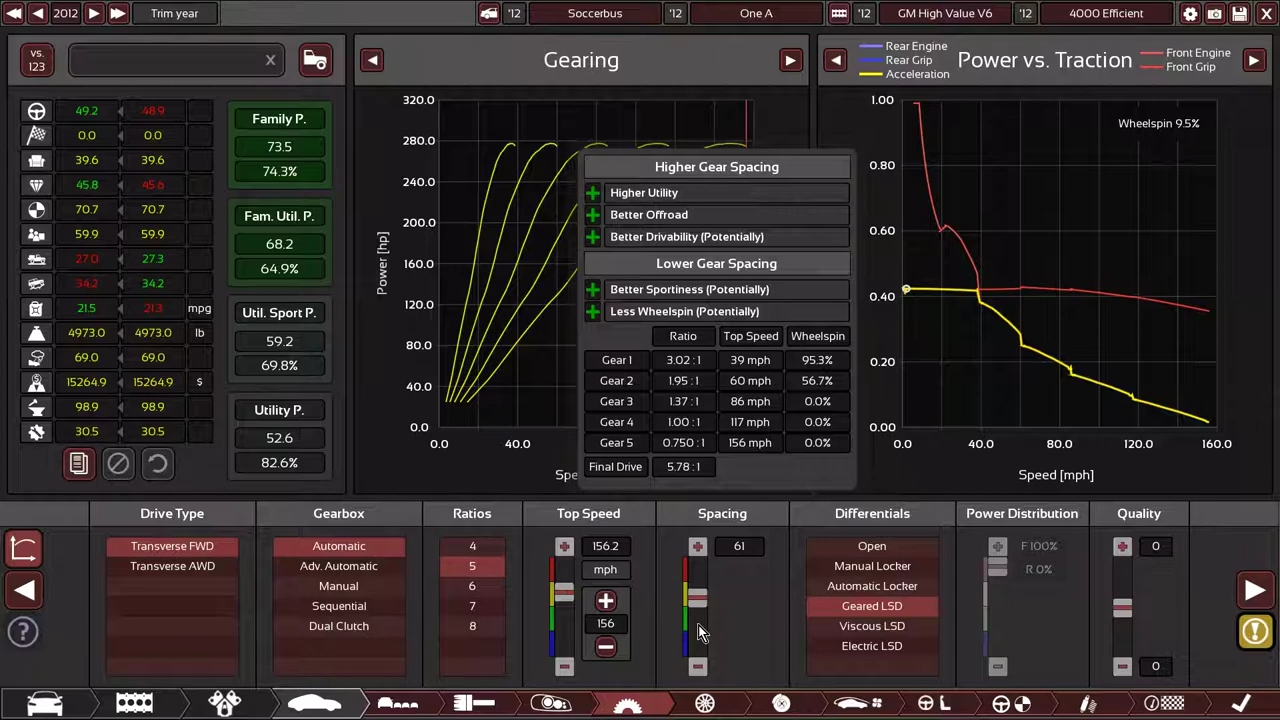 2012
Trim year
'12
Soccerbus
'12
One A
'12
GM High Value V6
'12
4000 Efficient
vs.
123
x
49.2 48.9
0.0 0.0
39.6 39.6
45.8 45.6
70.7 70.7
59.9 59.9
27.0 27.3
34.2 34.2
21.5 21.3 mpg
4973.0 4973.0 lb
69.0 69.0
15264.9 15264.9 $
98.9 98.9
30.5 30.5
Family P.
73.5
74.3%
Fam. Util. P.
68.2
64.9%
Util. Sport P.
59.2
69.8%
Utility P.
52.6
82.6%
Gearing
320.0
280.0
240.0
200.0
160.0
120.0
80.0
40.0
0.0
Power [hp]
0.0 40.0
Spe
Higher Gear Spacing
Higher Utility
Better Offroad
Better Drivability (Potentially)
Lower Gear Spacing
Better Sportiness (Potentially)
Less Wheelspin (Potentially)
Ratio Top Speed Wheelspin
Gear 1 3.02 : 1 39 mph 95.3%
Gear 2 1.95 : 1 60 mph 56.7%
Gear 3 1.37 : 1 86 mph 0.0%
Gear 4 1.00 : 1 117 mph 0.0%
Gear 5 0.750 : 1 156 mph 0.0%
Final Drive 5.78 : 1
Rear Engine
Rear Grip
Acceleration
Power vs. Traction
Front Engine
Front Grip
Wheelspin 9.5%
1.00
0.80
0.60
0.40
0.20
0.00
0.0 40.0 80.0 120.0 160.0
Speed [mph]
Drive Type
Transverse FWD
Transverse AWD
Gearbox
Automatic
Adv. Automatic
Manual
Sequential
Dual Clutch
Ratios
4
5
6
7
8
Top Speed
156.2
mph
156
Spacing
61
Differentials
Open
Manual Locker
Automatic Locker
Geared LSD
Viscous LSD
Electric LSD
Power Distribution
F 100%
R 0%
Quality
0
0
?